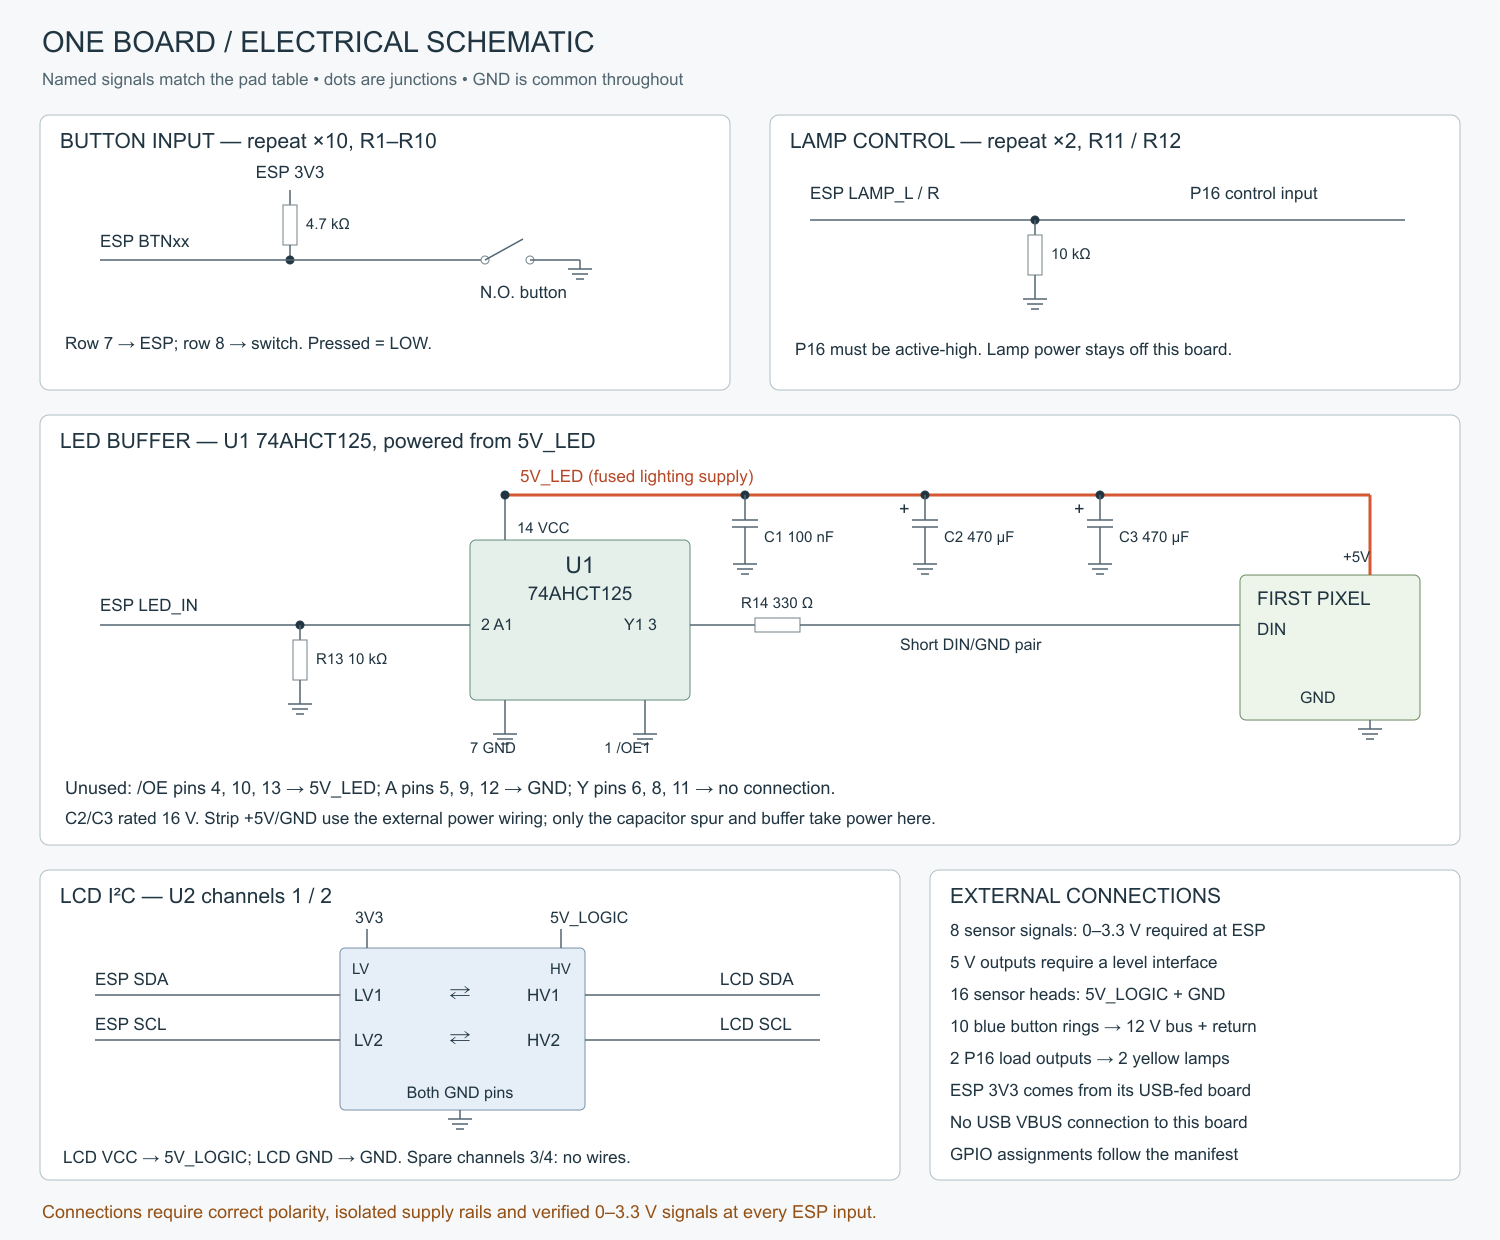 ONE BOARD / ELECTRICAL SCHEMATIC
Named signals match the pad table • dots are junctions • GND is common throughout
BUTTON INPUT — repeat ×10, R1–R10
ESP 3V3
4.7 kΩ
ESP BTNxx
N.O. button
Row 7 → ESP; row 8 → switch. Pressed = LOW.
LAMP CONTROL — repeat ×2, R11 / R12
ESP LAMP_L / R
P16 control input
10 kΩ
P16 must be active-high. Lamp power stays off this board.
LED BUFFER — U1 74AHCT125, powered from 5V_LED
5V_LED (fused lighting supply)
14 VCC
+
+
C1 100 nF
C2 470 µF
C3 470 µF
+5V
U1
74AHCT125
ESP LED_IN
2 A1
Y1 3
R14 330 Ω
FIRST PIXEL
DIN
Short DIN/GND pair
R13 10 kΩ
GND
7 GND
1 /OE1
Unused: /OE pins 4, 10, 13 → 5V_LED; A pins 5, 9, 12 → GND; Y pins 6, 8, 11 → no connection.
C2/C3 rated 16 V. Strip +5V/GND use the external power wiring; only the capacitor spur and buffer take power here.
LCD I²C — U2 channels 1 / 2
3V3
5V_LOGIC
LV
HV
ESP SDA
LV1
⇄
HV1
LCD SDA
ESP SCL
LV2
⇄
HV2
LCD SCL
Both GND pins
LCD VCC → 5V_LOGIC; LCD GND → GND. Spare channels 3/4: no wires.
EXTERNAL CONNECTIONS
8 sensor signals: 0–3.3 V required at ESP
5 V outputs require a level interface
16 sensor heads: 5V_LOGIC + GND
10 blue button rings → 12 V bus + return
2 P16 load outputs → 2 yellow lamps
ESP 3V3 comes from its USB-fed board
No USB VBUS connection to this board
GPIO assignments follow the manifest
Connections require correct polarity, isolated supply rails and verified 0–3.3 V signals at every ESP input.